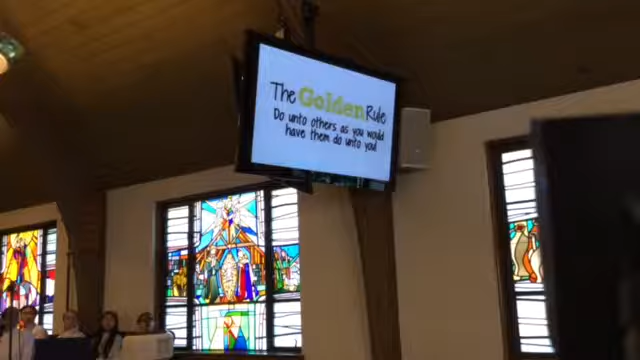 The Golden Rule
Do unto others as you would
have them do unto you!